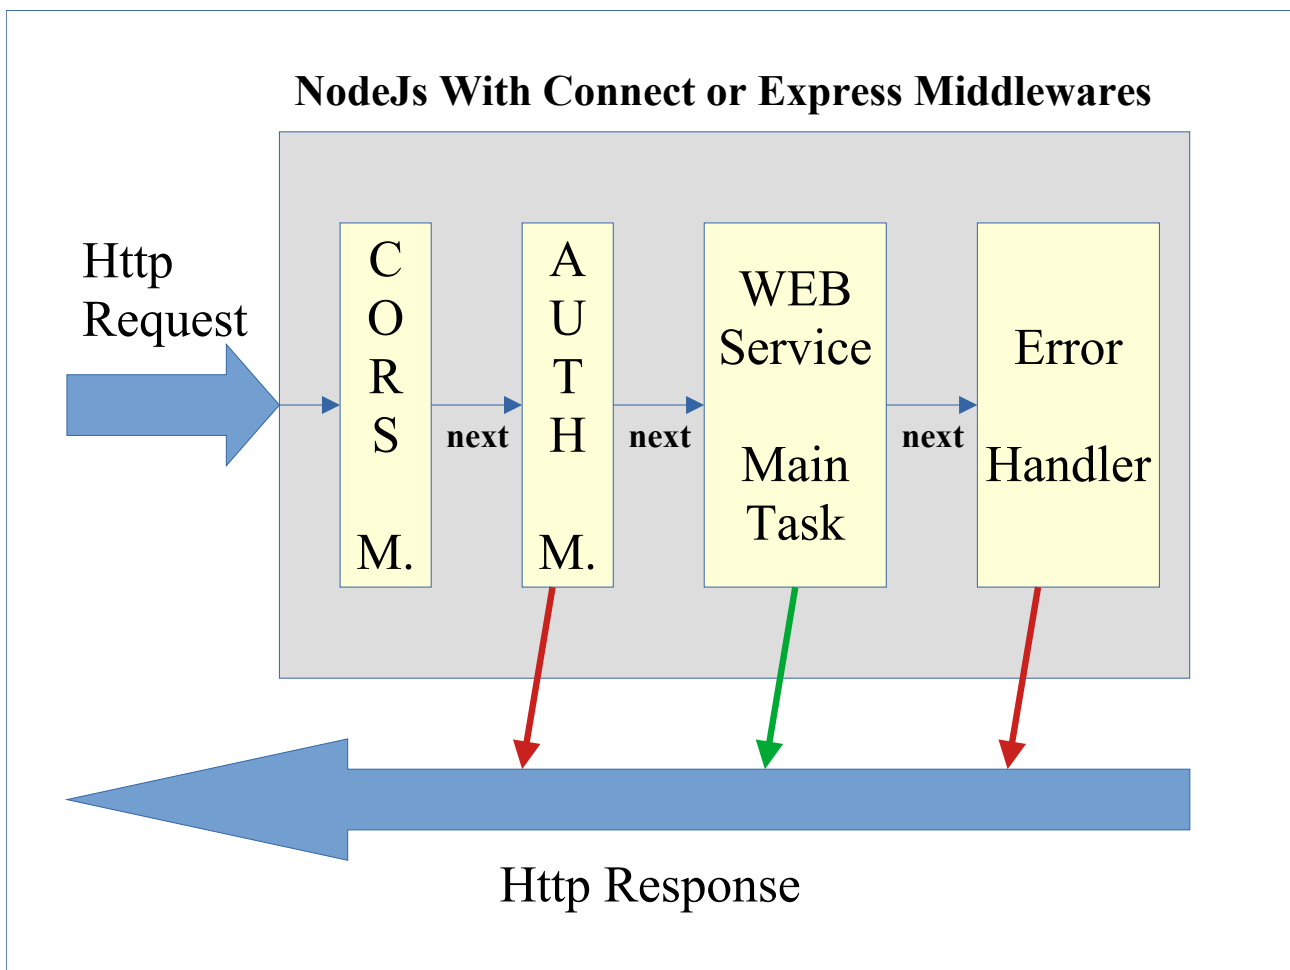 NodeJs With Connect or Express Middlewares
Http
Request
C
O
R
S
M.
next
A
U
T
H
M.
next
WEB
Service
Main
Task
next
Error
Handler
Http Response